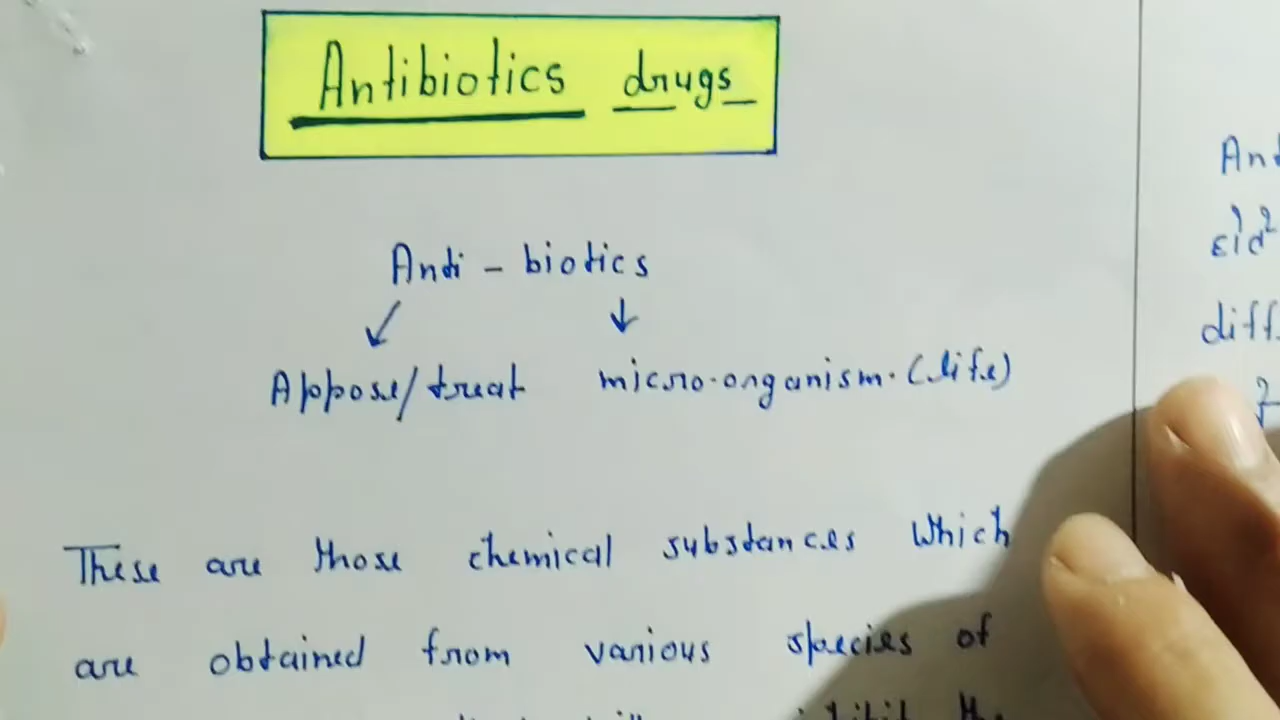 Antibiotics drugs
Anti - biotics
Appose/treat micro-organism. (life)
These are those chemical substances which
are obtained from various species of
the